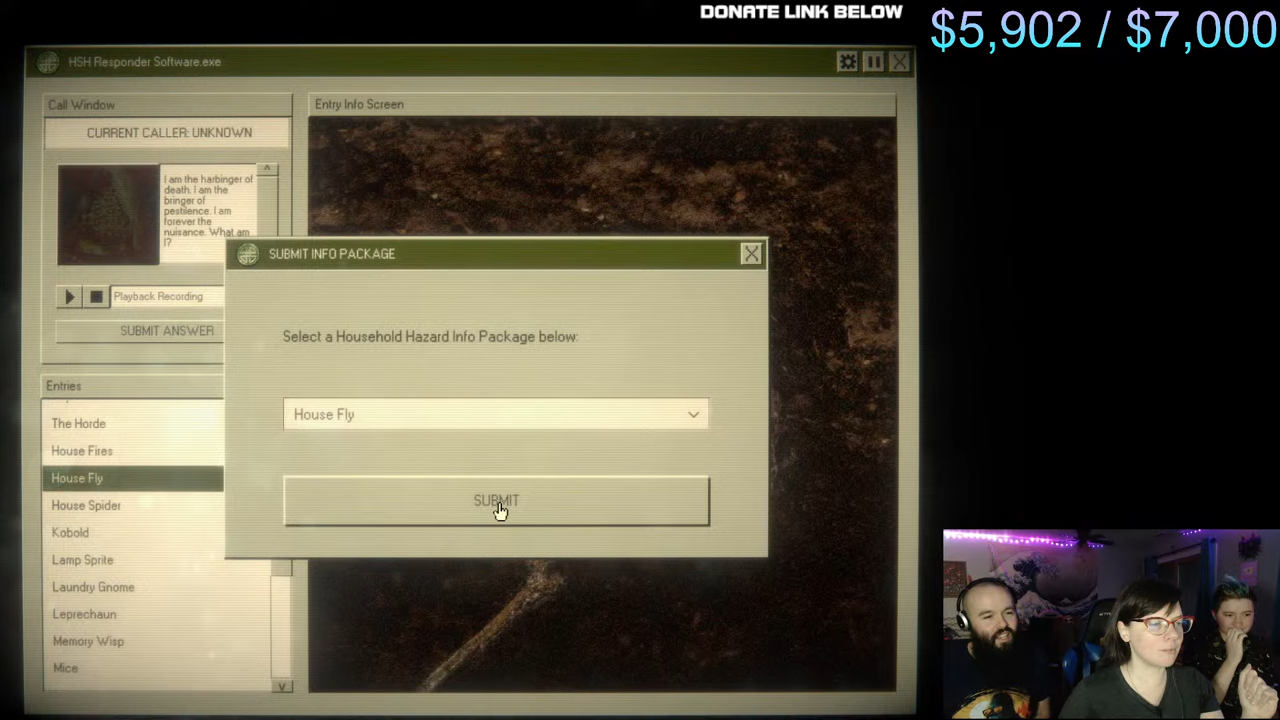 DONATE LINK BELOW
$5,902 / $7,000
HSH Responder Software.exe
Call Window
CURRENT CALLER: UNKNOWN
I am the harbinger of
death. I am the
bringer of
pestilence. I am
forever the
nuisance. What am
I?
Playback Recording
SUBMIT ANSWER
Entries
The Horde
House Fires
House Fly
House Spider
Kobold
Lamp Sprite
Laundry Gnome
Leprechaun
Memory Wisp
Mice
Entry Info Screen
SUBMIT INFO PACKAGE
Select a Household Hazard Info Package below:
House Fly
SUBMIT